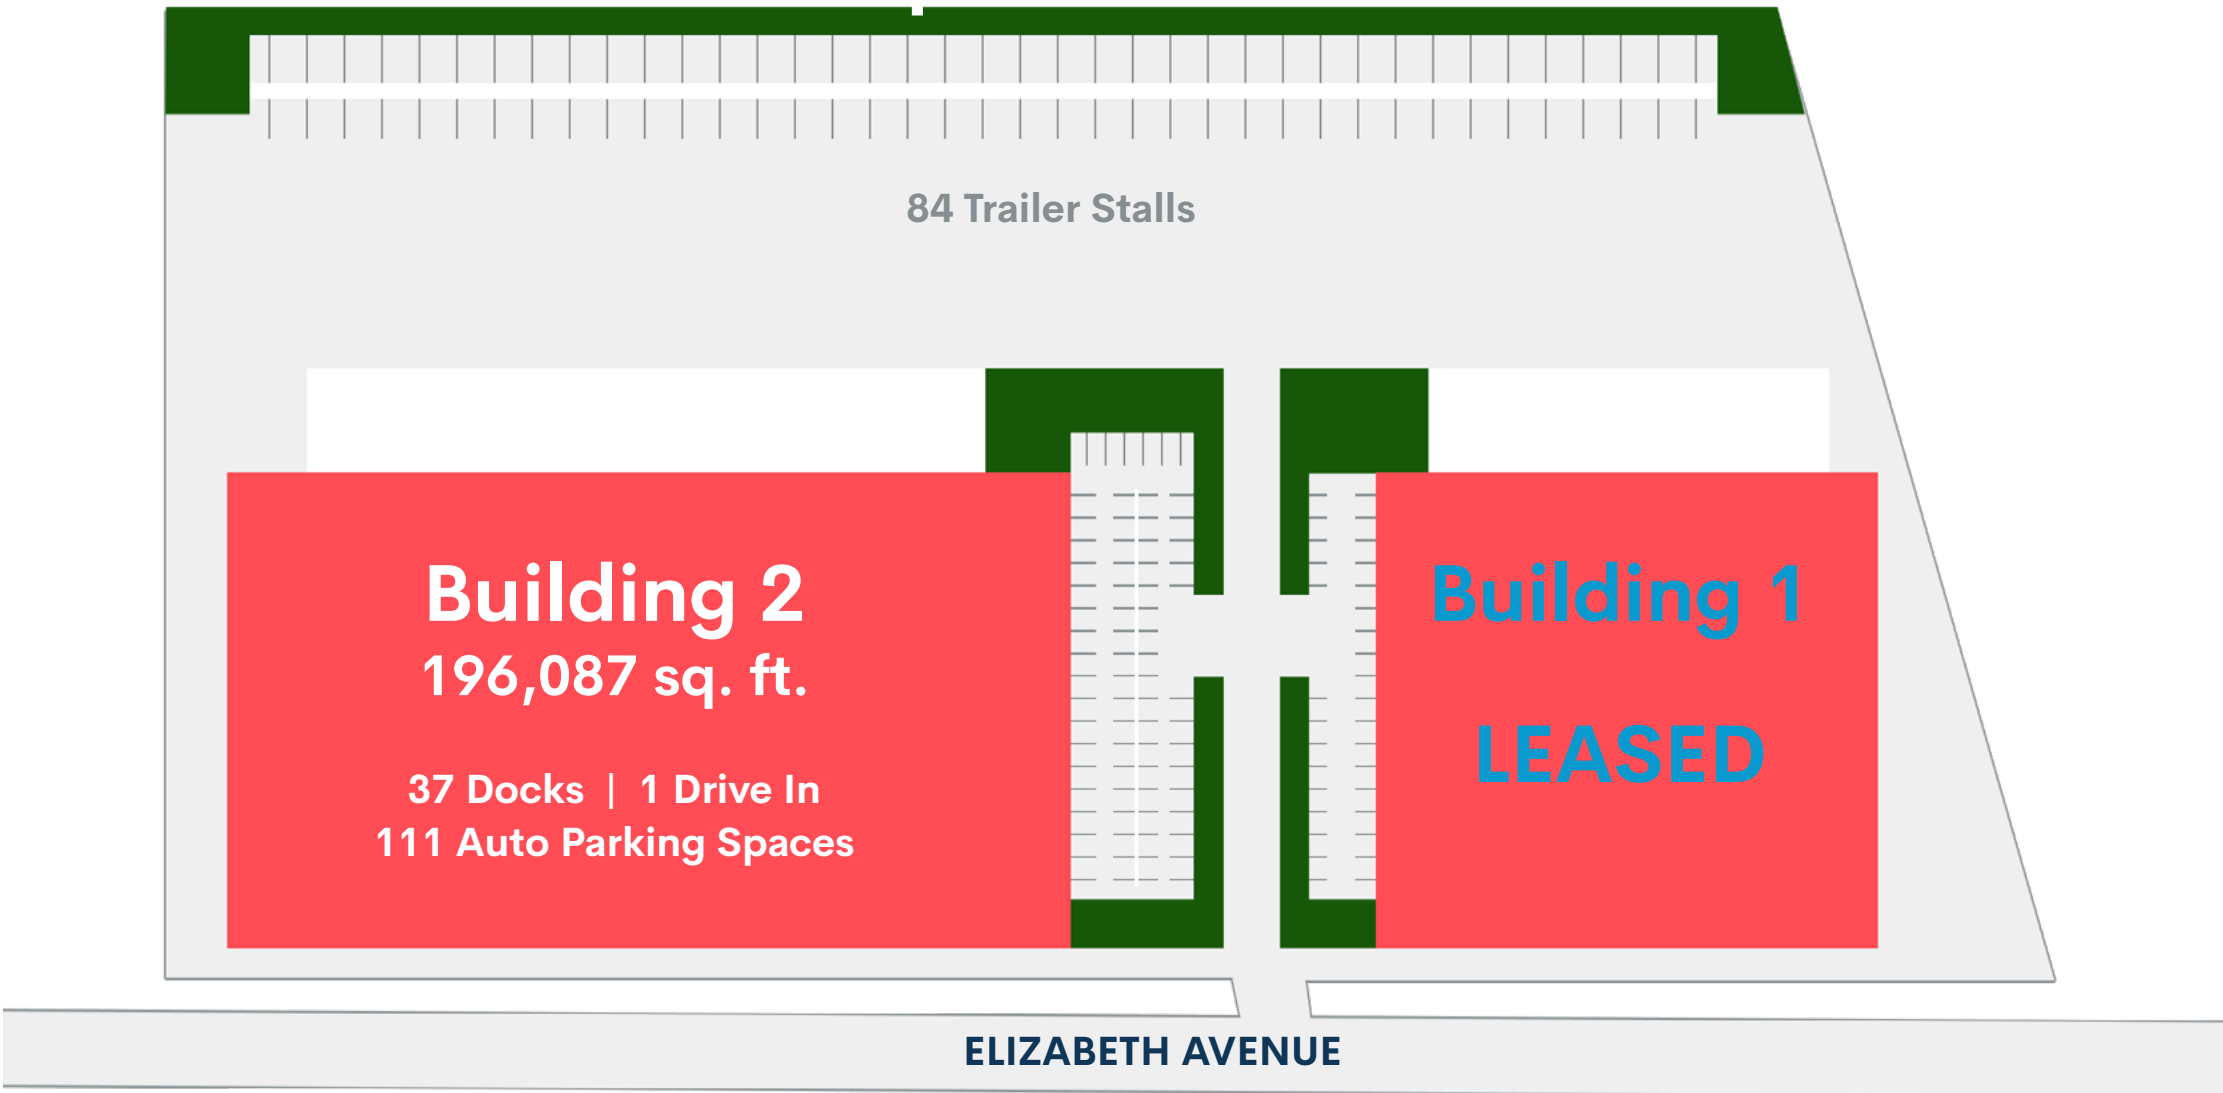 84 Trailer Stalls
Building 2
196,087 sq. ft.
37 Docks | 1 Drive In
111 Auto Parking Spaces
Building 1
LEASED
ELIZABETH AVENUE